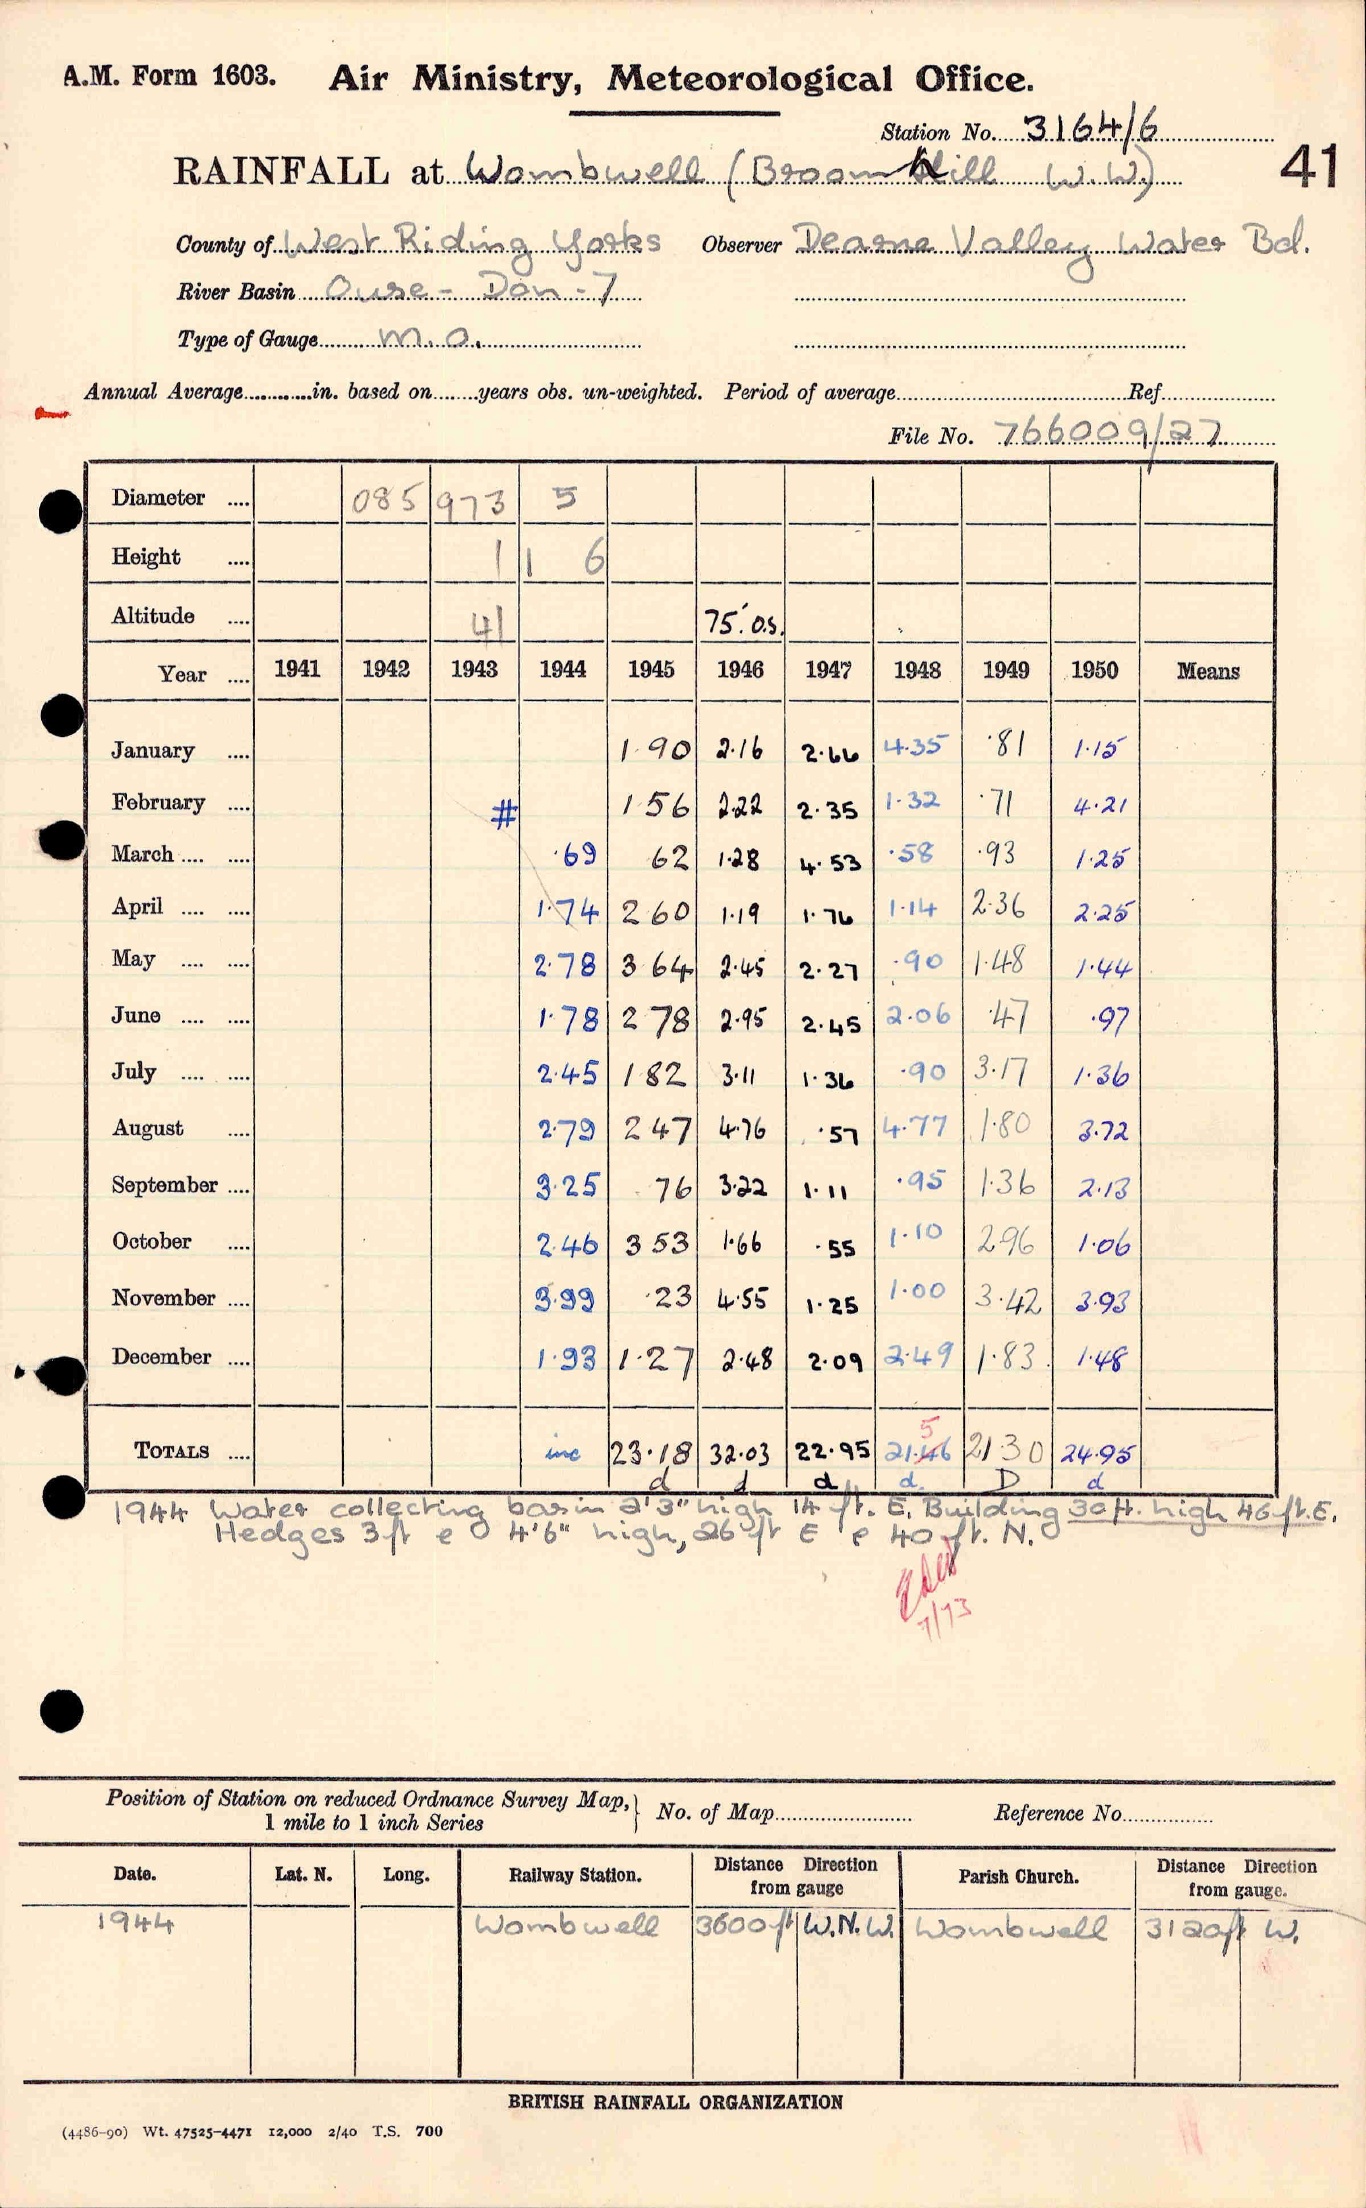 A.M. Form 1603. Air Ministry, Meteorological Office.
Station No. 3164/6
41
RAINFALL at Wombwell (Broom Hill W.W.)
County of West Riding Yorks Observer Dearne Valley Water Bd.
River Basin Ouse - Don - 7
Type of Gauge M.O.
Annual Average in. based on years obs. un-weighted. Period of average Ref.
File No. 766009/27
Diameter 085 973 5
Height 1 1 6
Altitude 41 75' O.S.
Year 1941 1942 1943 1944 1945 1946 1947 1948 1949 1950 Means
January 1.90 2.16 2.66 4.35 .81 1.15
February # 1 56 2.22 2.35 1.32 .71 4.21
March .69 62 1.28 4.53 .58 .93 1.25
April 1.74 2 60 1.19 1.76 1.14 2.36 2.25
May 2.78 3 64 2.45 2.27 .90 1.48 1.44
June 1.78 2 78 2.95 2.45 2.06 .47 .97
July 2.45 1 82 3.11 1.36 .90 3.17 1.36
August 2.79 2 47 4.76 .57 4.77 1.80 3.72
September 3.25 76 3.22 1.11 .95 1.36 2.13
October 2.46 3 53 1.66 .55 1.10 2.96 1.06
November 3.99 .23 4.55 1.25 1.00 3.42 3.93
December 1.93 1.27 2.48 2.09 2.49 1.83 1.48
5
TOTALS inc 23.18 32.03 22.95 21.46 21 30 24.95
d d d d. D d
1944 Water collecting basin 2'3" high 14 ft. E. Building 30 ft. high 46 ft. E.
Hedges 3 ft & 4'6" high, 26 ft E & 40 ft. N.
7/73
Position of Station on reduced Ordnance Survey Map, } No. of Map Reference No.
1 mile to 1 inch Series
Date. Lat. N. Long. Railway Station. Distance Direction from gauge Parish Church. Distance Direction from gauge.
1944 Wombwell 3600 ft W.N.W. Wombwell 3120 ft W.
BRITISH RAINFALL ORGANIZATION
(4486-90) Wt. 47525-4471 12,000 2/40 T.S. 700